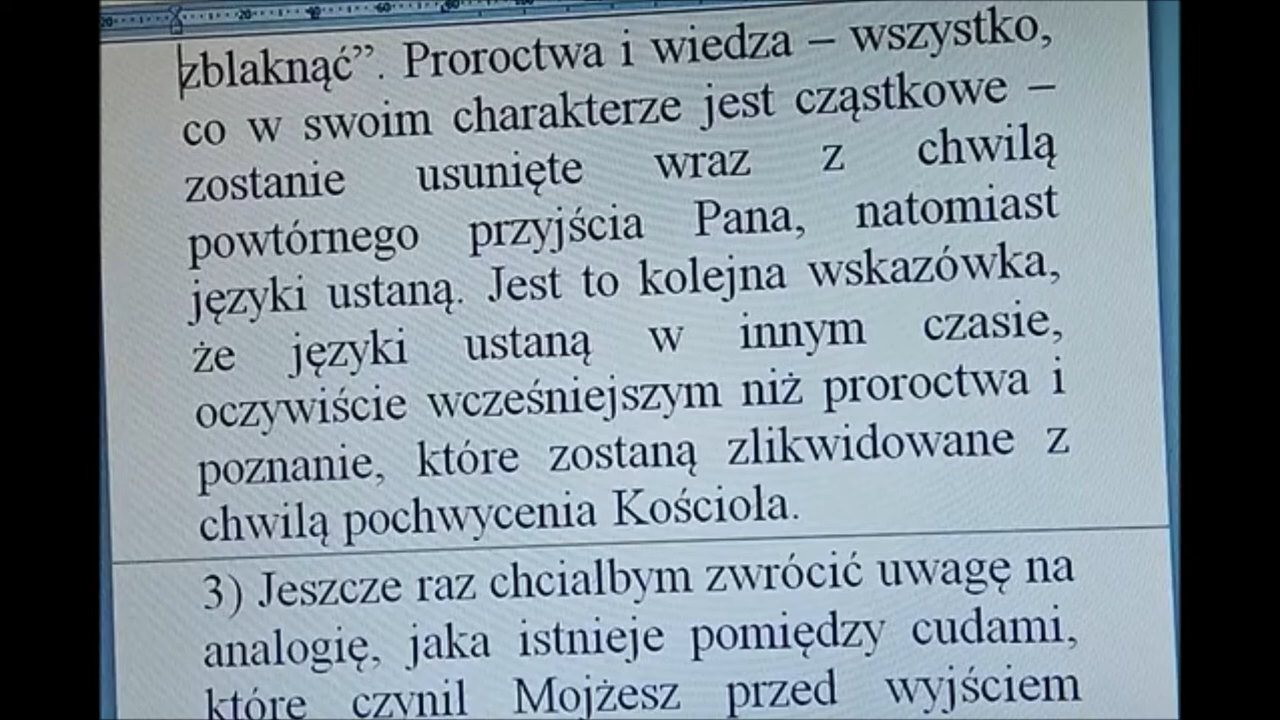 zblaknąć”. Proroctwa i wiedza – wszystko,
co w swoim charakterze jest cząstkowe –
zostanie usunięte wraz z chwilą
powtórnego przyjścia Pana, natomiast
języki ustaną. Jest to kolejna wskazówka,
że języki ustaną w innym czasie,
oczywiście wcześniejszym niż proroctwa i
poznanie, które zostaną zlikwidowane z
chwilą pochwycenia Kościoła.
3) Jeszcze raz chciałbym zwrócić uwagę na
analogię, jaka istnieje pomiędzy cudami,
które czynił Mojżesz przed wyjściem